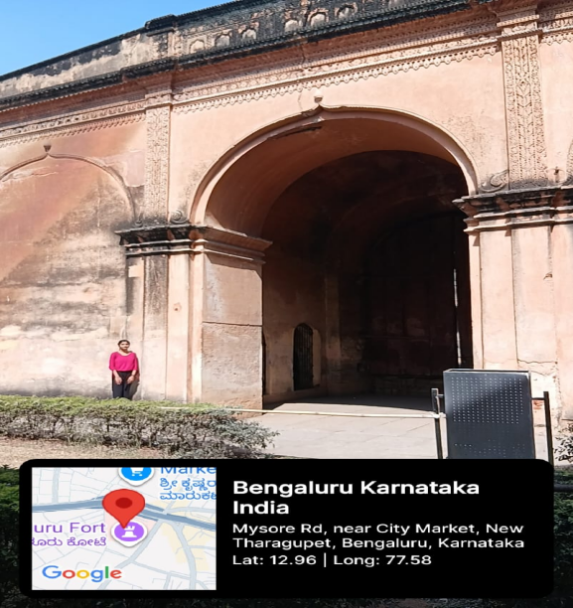 Market
ಶ್ರೀ ಕೃಷ್ಣರಾ
ಮಾರುಕಟ
uru Fort
ೂರು ಕೋಟೆ
Google
Bengaluru Karnataka
India
Mysore Rd, near City Market, New
Tharagupet, Bengaluru, Karnataka
Lat: 12.96 | Long: 77.58